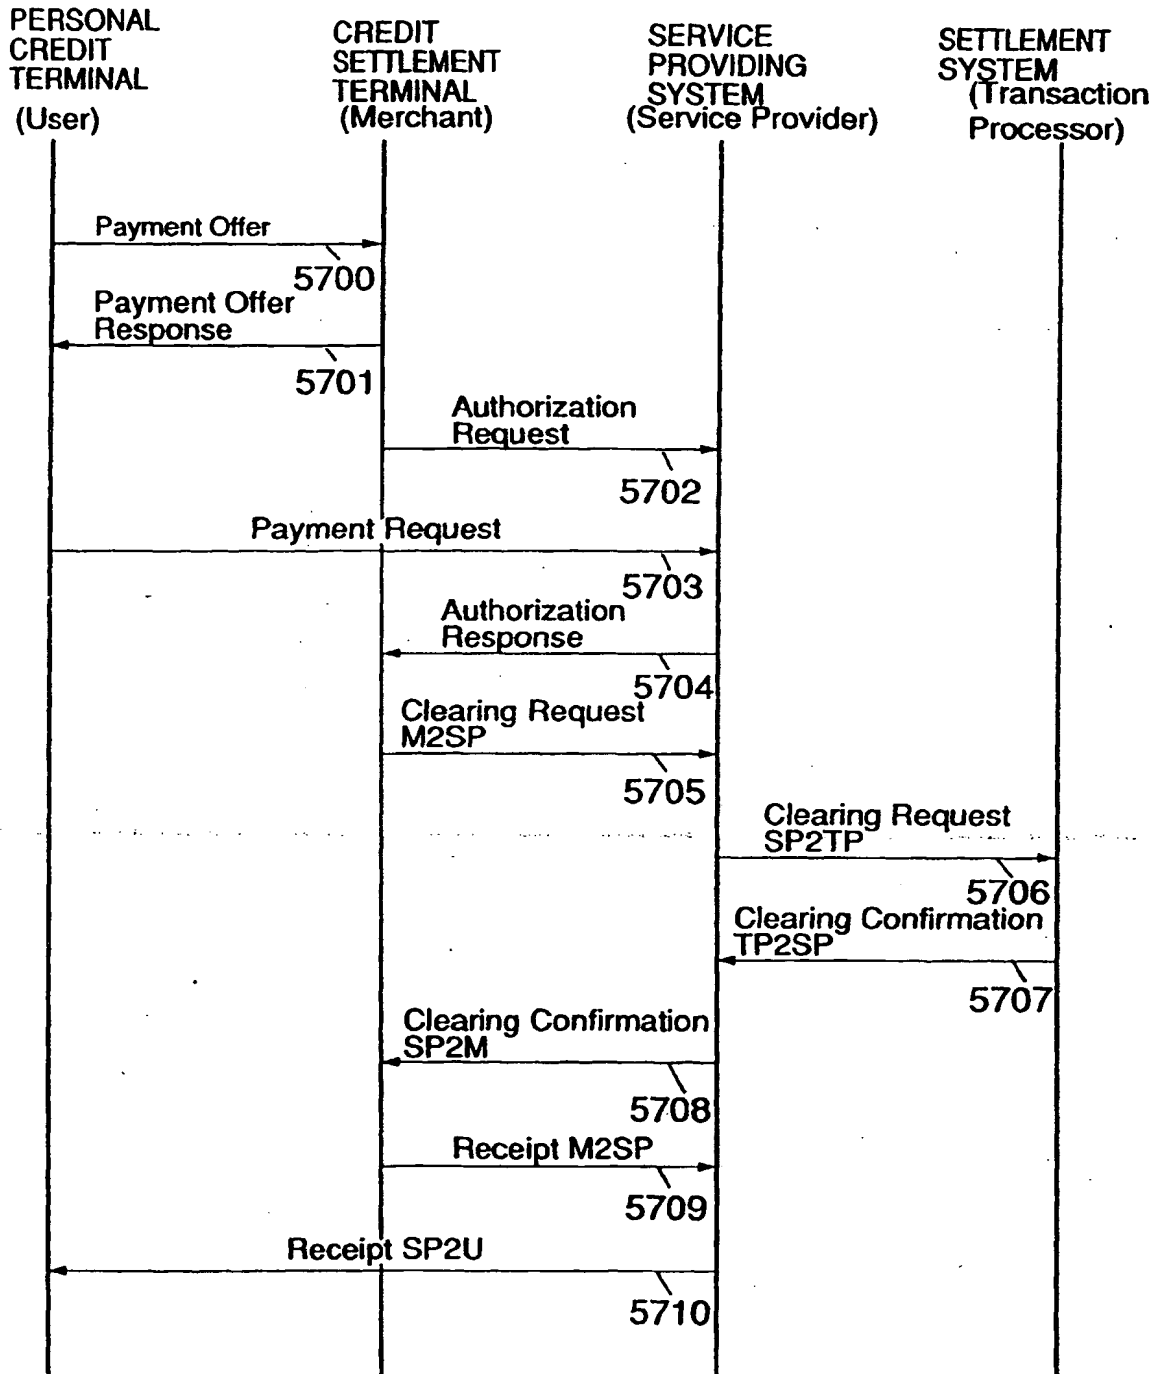 PERSONAL
CREDIT
TERMINAL
(User)
CREDIT
SETTLEMENT
TERMINAL
(Merchant)
SERVICE
PROVIDING
SYSTEM
(Service Provider)
SETTLEMENT
SYSTEM
(Transaction
Processor)
Payment Offer
5700
Payment Offer
Response
5701
Authorization
Request
5702
Payment Request
5703
Authorization
Response
5704
Clearing Request
M2SP
5705
Clearing Request
SP2TP
5706
Clearing Confirmation
TP2SP
5707
Clearing Confirmation
SP2M
5708
Receipt M2SP
5709
Receipt SP2U
5710